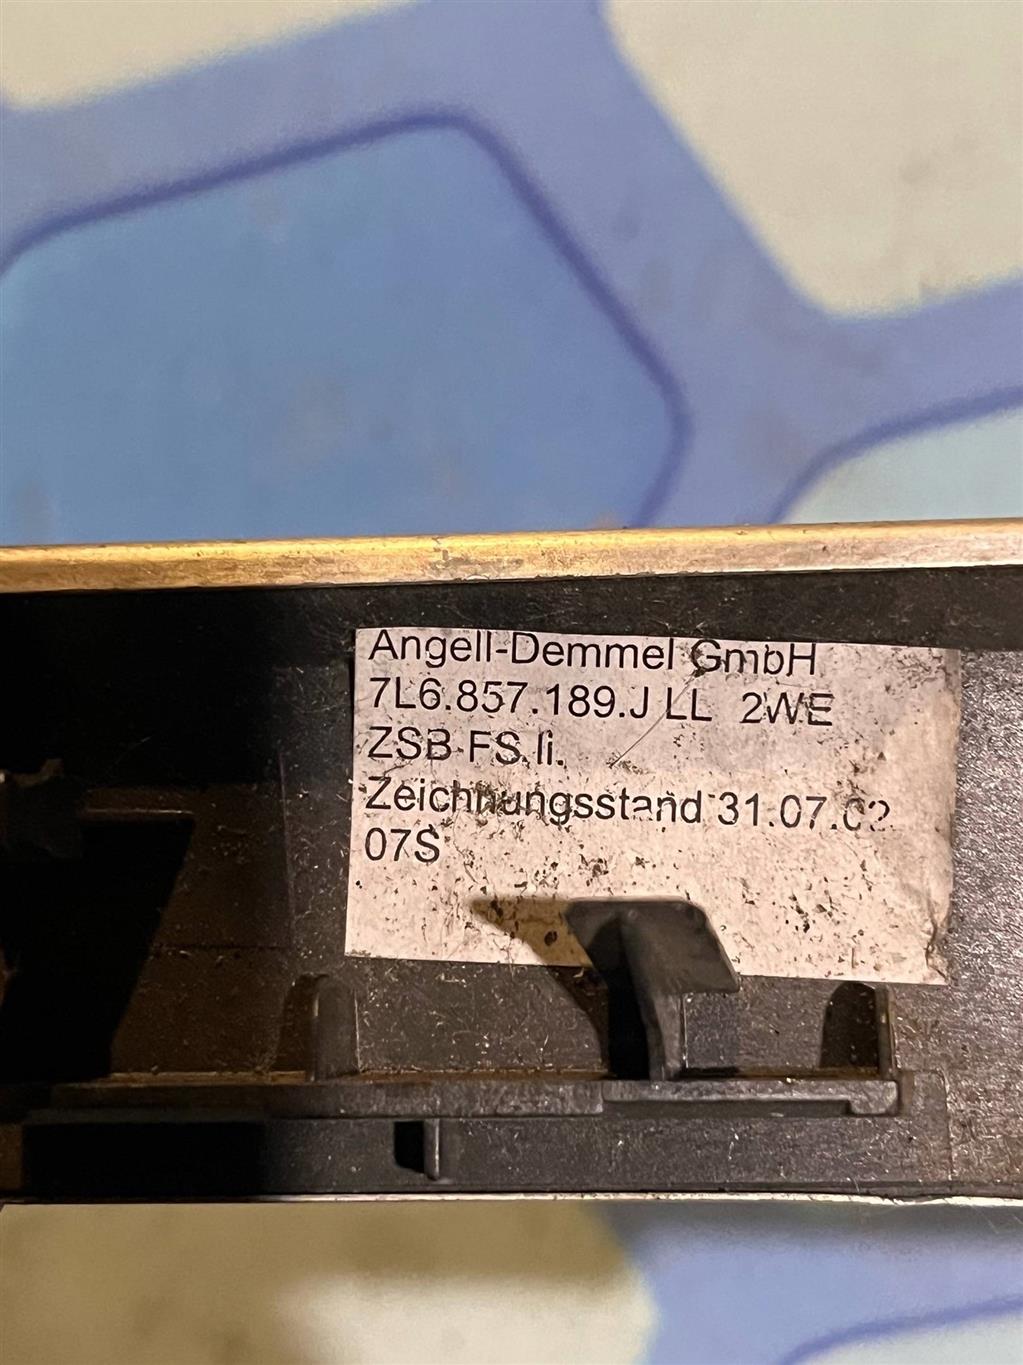 Angell-Demmel GmbH
7L6.857.189.J LL 2WE
ZSB FS.li.
Zeichnungsstand 31.07.02
07S